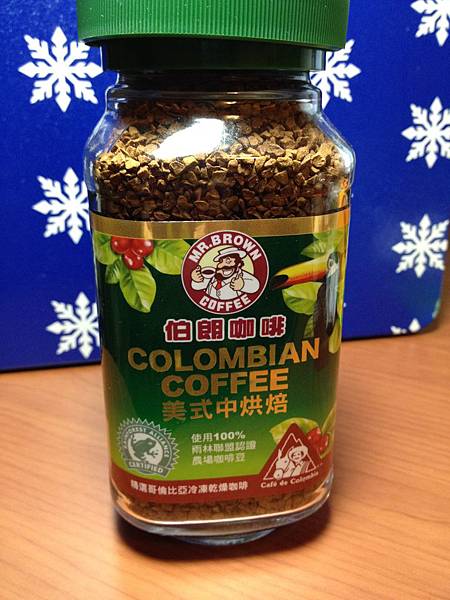 MR.BROWN
COFFEE
伯朗咖啡
COLOMBIAN
COFFEE
美式中烘焙
RAINFOREST ALLIANCE
CERTIFIED
使用100%
雨林聯盟認證
農場咖啡豆
Café de Colombia
精選哥倫比亞冷凍乾燥咖啡